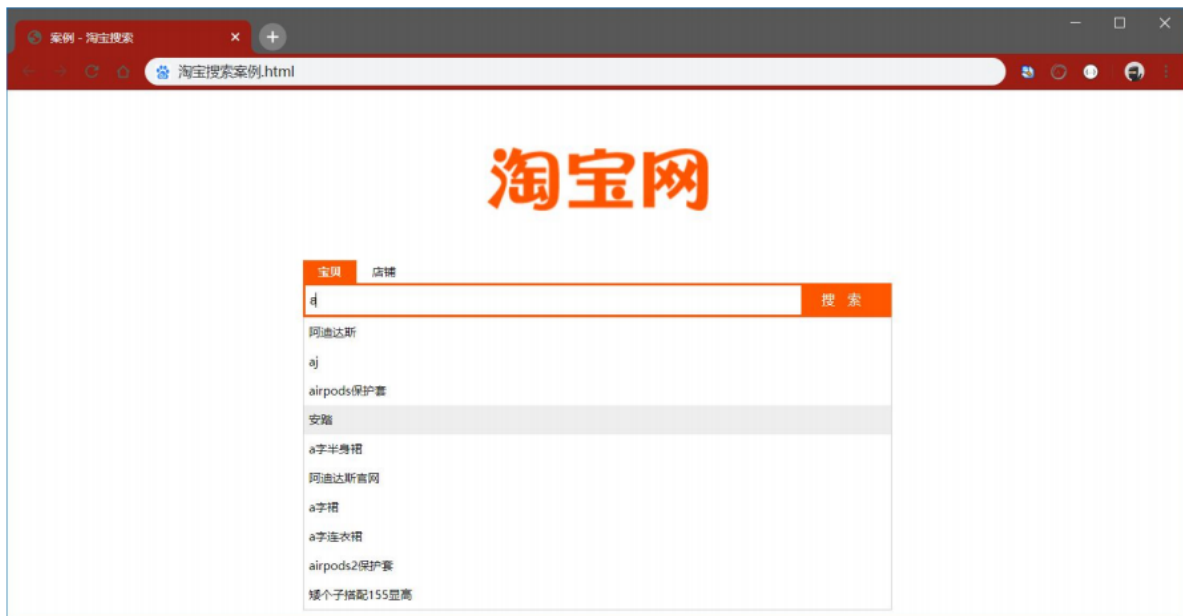 案例 - 淘宝搜索
淘宝搜索案例.html
淘宝网
宝贝 店铺
a 搜 索
阿迪达斯
aj
airpods保护套
安踏
a字半身裙
阿迪达斯官网
a字裙
a字连衣裙
airpods2保护套
矮个子搭配155显高